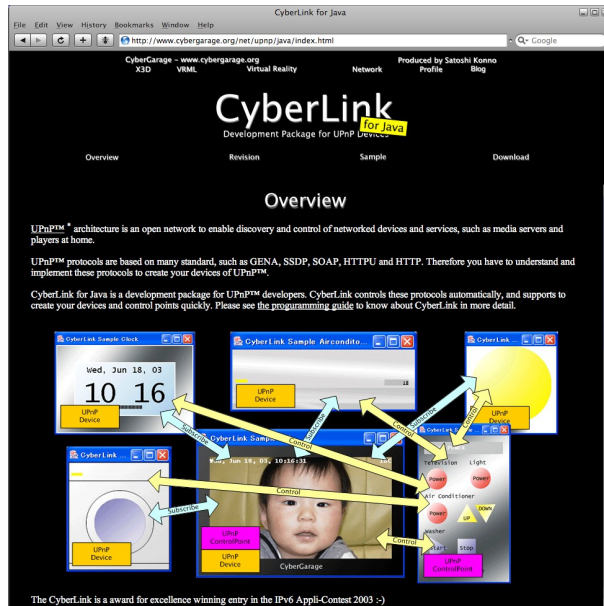 CyberLink for Java
File Edit View History Bookmarks Window Help
http://www.cybergarage.org/net/upnp/java/index.html
Google
CyberGarage - www.cybergarage.org
Produced by Satoshi Konno
X3D VRML Virtual Reality Network Profile Blog
CyberLink
for Java
Development Package for UPnP Devices
Overview Revision Sample Download
Overview
UPnP™ * architecture is an open network to enable discovery and control of networked devices and services, such as media servers and
players at home.
UPnP™ protocols are based on many standard, such as GENA, SSDP, SOAP, HTTPU and HTTP. Therefore you have to understand and
implement these protocols to create your devices of UPnP™.
CyberLink for Java is a development package for UPnP™ developers. CyberLink controls these protocols automatically, and supports to
create your devices and control points quickly. Please see the programming guide to know about CyberLink in more detail.
CyberLink Sample Clock
Wed, Jun 18, 03
10 16
UPnP
Device
CyberLink Sample Aircondito...
18
UPnP
Device
CyberLink ...
UPnP
Device
Subscribe
Subscribe
Subscribe
Control
Control
Control
CyberLink ...
UPnP
Device
Subscribe
Control
CyberLink Sample
Wed, Jun 18, 03, 10:16:31
UPnP
ControlPoint
UPnP
Device
CyberGarage
Control
CyberLink
Television Light
Power Power
Air Conditioner
Power UP DOWN
Washer
Start Stop
UPnP
ControlPoint
The CyberLink is a award for excellence winning entry in the IPv6 Appli-Contest 2003 :-)